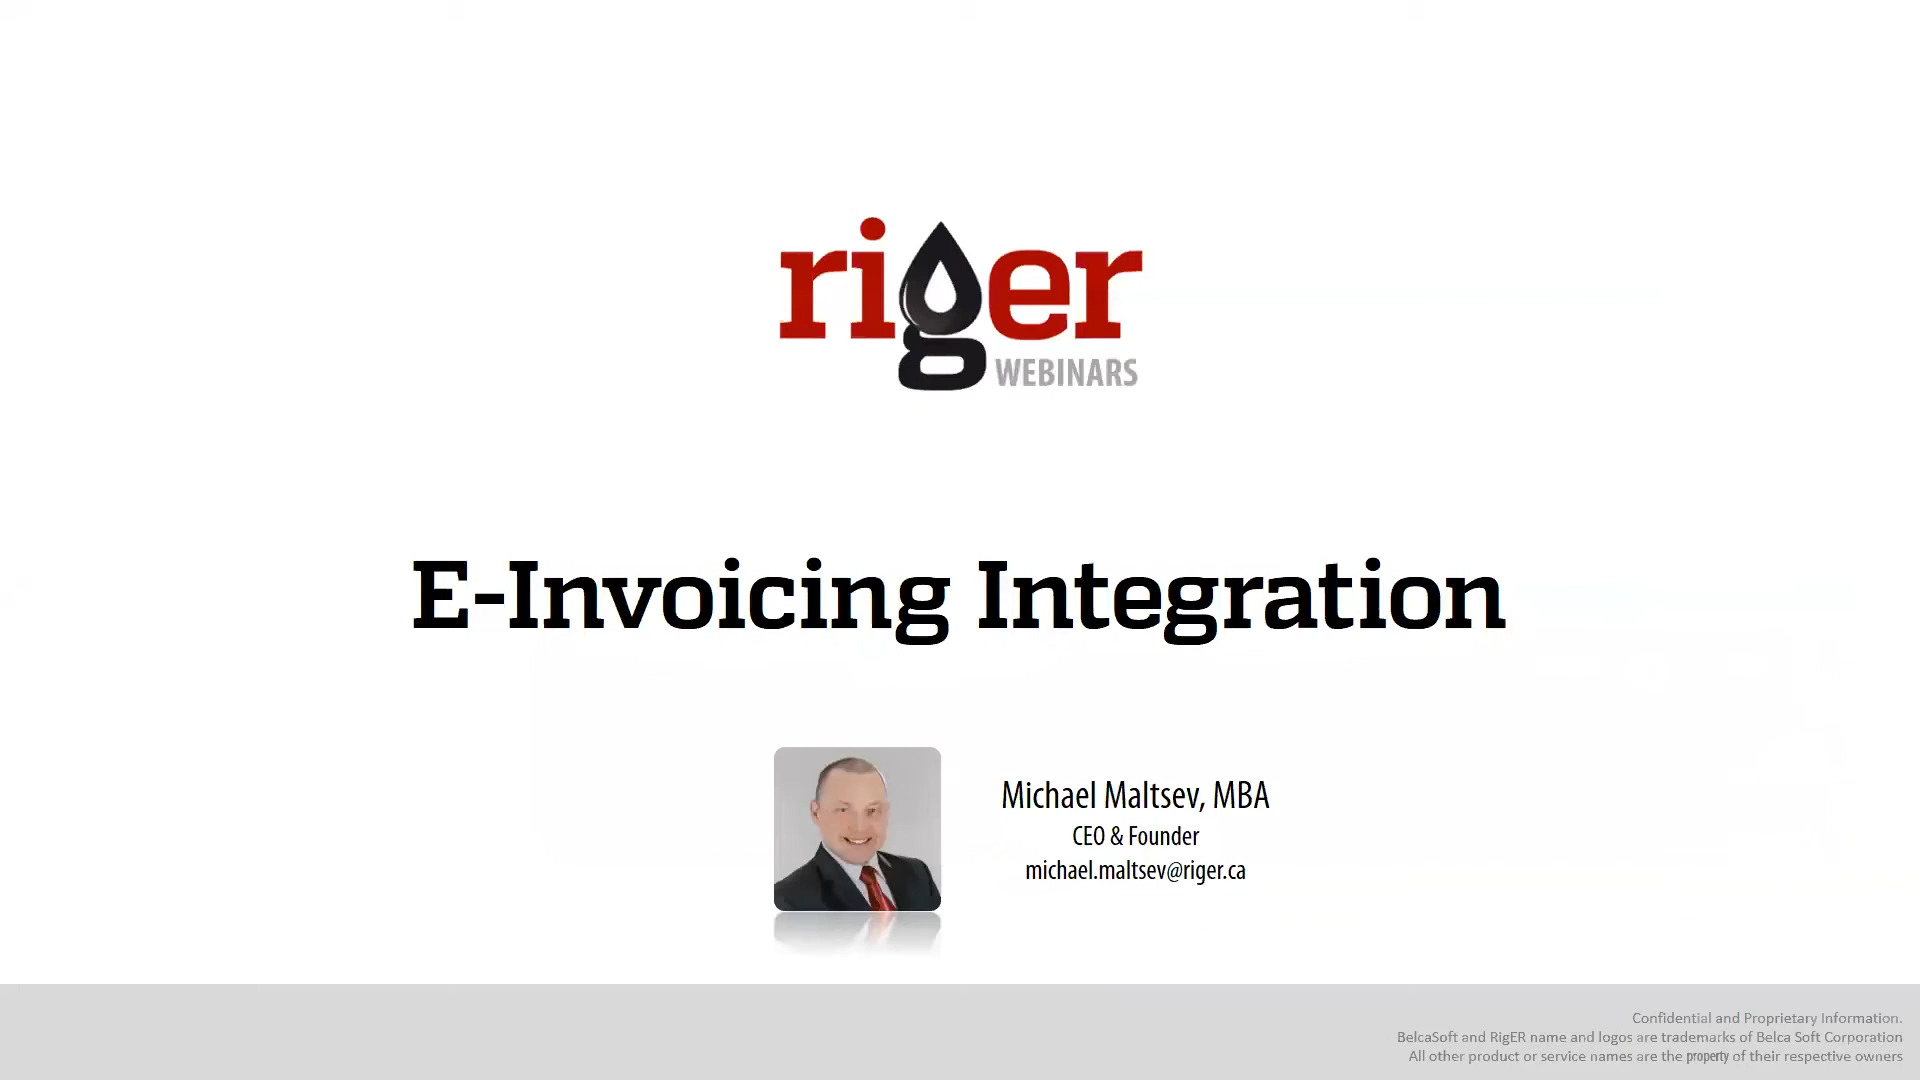 riger
WEBINARS
E-Invoicing Integration
Michael Maltsev, MBA
CEO & Founder
michael.maltsev@riger.ca
Confidential and Proprietary Information.
BelcaSoft and RigER name and logos are trademarks of Belca Soft Corporation
All other product or service names are the property of their respective owners